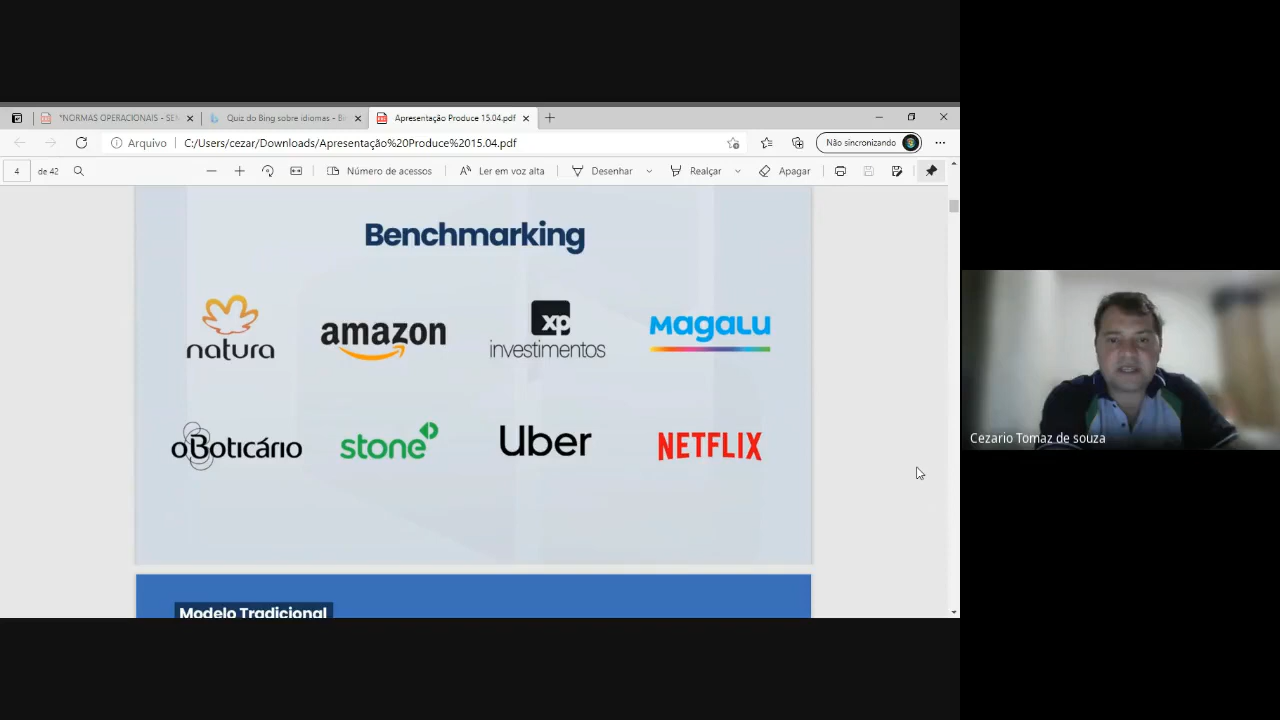 *NORMAS OPERACIONAIS - SEN
Quiz do Bing sobre idiomas - Bi
Apresentação Produce 15.04.pdf
Arquivo
C:/Users/cezar/Downloads/Apresentação%20Produce%2015.04.pdf
Não sincronizando
4 de 42
Número de acessos
Ler em voz alta
Desenhar
Realçar
Apagar
Benchmarking
natura
amazon
xp
investimentos
MagaLu
oBoticário
stone
Uber
NETFLIX
Modelo Tradicional
Cezario Tomaz de souza